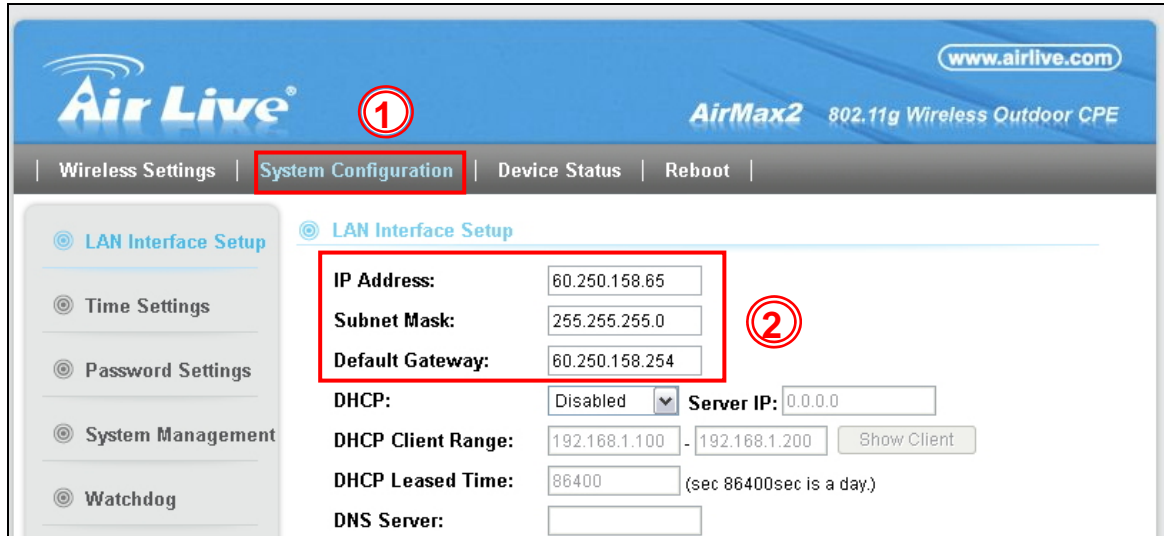 www.airlive.com
Air Live®
1
AirMax2 802.11g Wireless Outdoor CPE
| Wireless Settings | System Configuration | Device Status | Reboot |
LAN Interface Setup
Time Settings
Password Settings
System Management
Watchdog
LAN Interface Setup
IP Address: 60.250.158.65
Subnet Mask: 255.255.255.0
2
Default Gateway: 60.250.158.254
DHCP: Disabled Server IP: 0.0.0.0
DHCP Client Range: 192.168.1.100 - 192.168.1.200 Show Client
DHCP Leased Time: 86400 (sec 86400sec is a day.)
DNS Server: